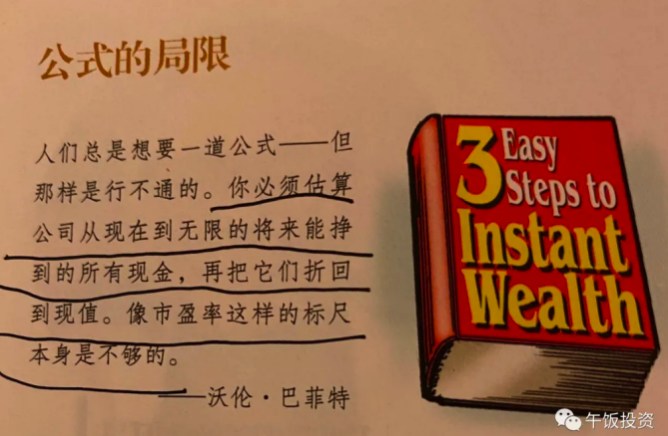 公式的局限
人们总是想要一道公式——但
那样是行不通的。你必须估算
公司从现在到无限的将来能挣
到的所有现金，再把它们折回
到现值。像市盈率这样的标尺
本身是不够的。
——沃伦·巴菲特
3 Easy
Steps to
Instant
Wealth
午饭投资